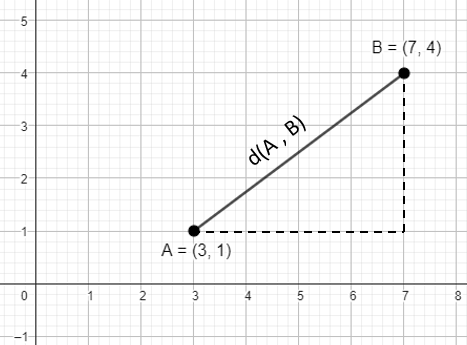 5
B = (7, 4)
4
d(A , B)
3
2
1
A = (3, 1)
0 1 2 3 4 5 6 7 8
−1